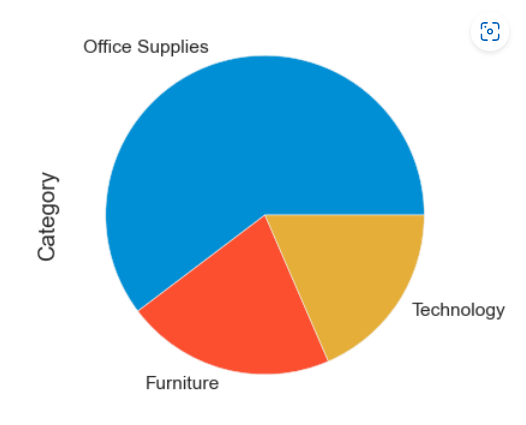 Office Supplies
Category
Technology
Furniture